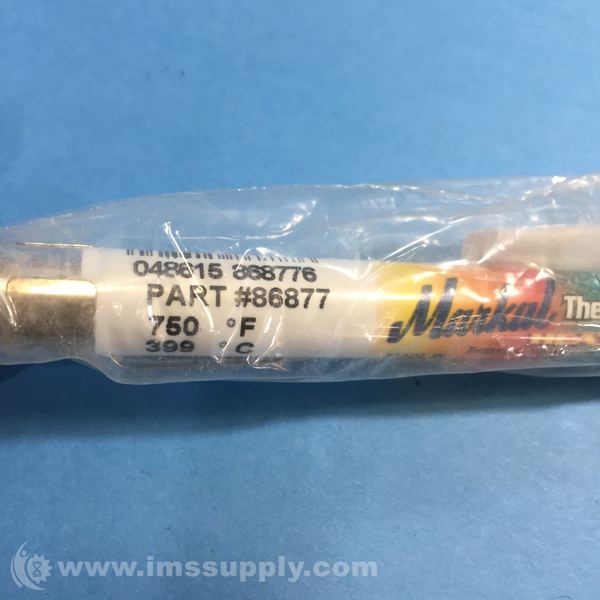 048615 868776
PART #86877
750 °F
399 °C
Markal
The
www.imssupply.com